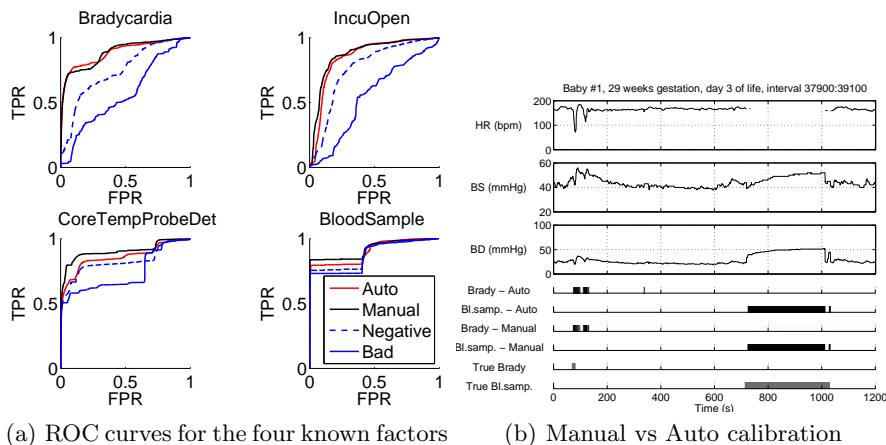 Bradycardia
IncuOpen
1
0.5
0
TPR
0 0.5 1
FPR
1
0.5
0
TPR
0 0.5 1
FPR
CoreTempProbeDet
BloodSample
1
0.5
0
TPR
0 0.5 1
FPR
1
0.5
0
TPR
Auto
Manual
Negative
Bad
0 0.5 1
FPR
(a) ROC curves for the four known factors
Baby #1, 29 weeks gestation, day 3 of life, interval 37900:39100
HR (bpm)
200
100
0
BS (mmHg)
60
40
20
BD (mmHg)
100
50
0
Brady – Auto
Bl.samp. – Auto
Brady – Manual
Bl.samp. – Manual
True Brady
True Bl.samp.
0 200 400 600 800 1000 1200
Time (s)
(b) Manual vs Auto calibration